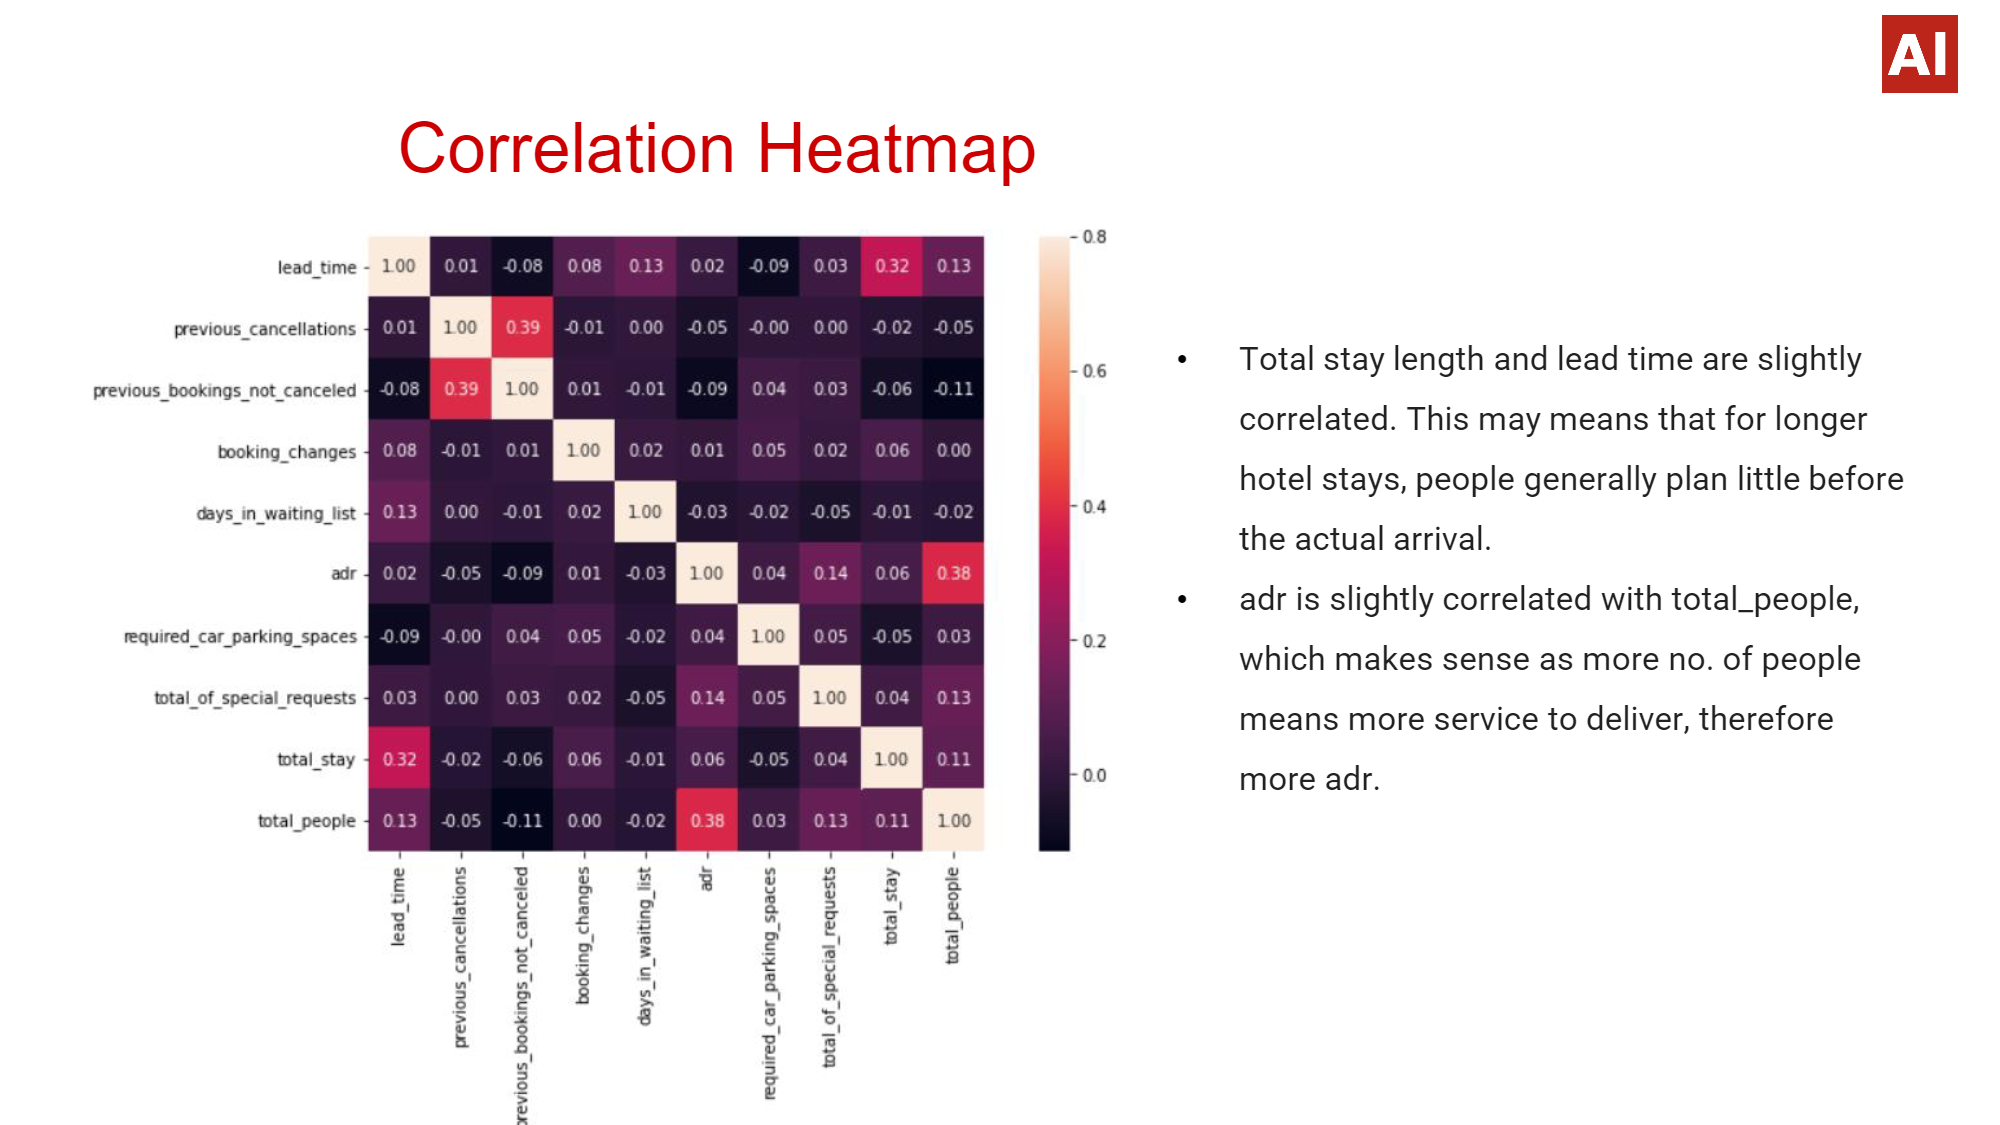 AI
Correlation Heatmap
lead_time 1.00 0.01 -0.08 0.08 0.13 0.02 -0.09 0.03 0.32 0.13
previous_cancellations 0.01 1.00 0.39 -0.01 0.00 -0.05 -0.00 0.00 -0.02 -0.05
previous_bookings_not_canceled -0.08 0.39 1.00 0.01 -0.01 -0.09 0.04 0.03 -0.06 -0.11
booking_changes 0.08 -0.01 0.01 1.00 0.02 0.01 0.05 0.02 0.06 0.00
days_in_waiting_list 0.13 0.00 -0.01 0.02 1.00 -0.03 -0.02 -0.05 -0.01 -0.02
adr 0.02 -0.05 -0.09 0.01 -0.03 1.00 0.04 0.14 0.06 0.38
required_car_parking_spaces -0.09 -0.00 0.04 0.05 -0.02 0.04 1.00 0.05 -0.05 0.03
total_of_special_requests 0.03 0.00 0.03 0.02 -0.05 0.14 0.05 1.00 0.04 0.13
total_stay 0.32 -0.02 -0.06 0.06 -0.01 0.06 -0.05 0.04 1.00 0.11
total_people 0.13 -0.05 -0.11 0.00 -0.02 0.38 0.03 0.13 0.11 1.00
lead_time
previous_cancellations
previous_bookings_not_canceled
booking_changes
days_in_waiting_list
adr
required_car_parking_spaces
total_of_special_requests
total_stay
total_people
0.8
0.6
0.4
0.2
0.0
• Total stay length and lead time are slightly
correlated. This may means that for longer
hotel stays, people generally plan little before
the actual arrival.
• adr is slightly correlated with total_people,
which makes sense as more no. of people
means more service to deliver, therefore
more adr.